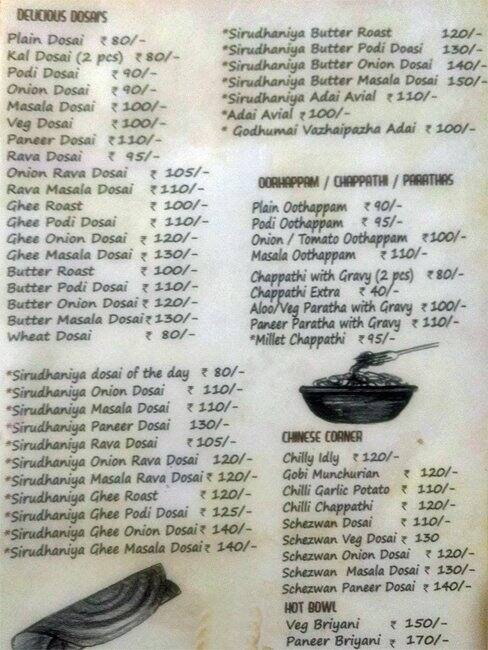 DELICIOUS DOSAI'S
Plain Dosai ₹ 80/-
Kal Dosai (2 pcs) ₹ 80/-
Podi Dosai ₹ 90/-
Onion Dosai ₹ 90/-
Masala Dosai ₹ 100/-
Veg Dosai ₹ 100/-
Paneer Dosai ₹ 110/-
Rava Dosai ₹ 95/-
Onion Rava Dosai ₹ 105/-
Rava Masala Dosai ₹ 110/-
Ghee Roast ₹ 100/-
Ghee Podi Dosai ₹ 110/-
Ghee Onion Dosai ₹ 120/-
Ghee Masala Dosai ₹ 130/-
Butter Roast ₹ 100/-
Butter Podi Dosai ₹ 110/-
Butter Onion Dosai ₹ 120/-
Butter Masala Dosai ₹ 130/-
Wheat Dosai ₹ 80/-
*Sirudhaniya dosai of the day ₹ 80/-
*Sirudhaniya Onion Dosai ₹ 110/-
*Sirudhaniya Masala Dosai ₹ 110/-
*Sirudhaniya Paneer Dosai 130/-
*Sirudhaniya Rava Dosai ₹ 105/-
*Sirudhaniya Onion Rava Dosai 120/-
*Sirudhaniya Masala Rava Dosai ₹ 120/-
*Sirudhaniya Ghee Roast ₹ 120/-
*Sirudhaniya Ghee Podi Dosai ₹ 125/-
*Sirudhaniya Ghee Onion Dosai ₹ 140/-
*Sirudhaniya Ghee Masala Dosai ₹ 140/-
*Sirudhaniya Butter Roast 120/-
*Sirudhaniya Butter Podi Doasi 130/-
*Sirudhaniya Butter Onion Dosai 140/-
*Sirudhaniya Butter Masala Dosai 150/-
*Sirudhaniya Adai Avial ₹ 110/-
*Adai Avial ₹ 100/-
* Godhumai Vazhaipazha Adai ₹ 100/-
OORHAPPAM / CHAPPATHI / PARATHAS
Plain Oothappam ₹ 90/-
Podi Oothappam ₹ 95/-
Onion / Tomato Oothappam ₹100/-
Masala Oothappam ₹ 110/-
Chappathi with Gravy (2 pcs) ₹ 80/-
Chappathi Extra ₹ 40/-
Aloo/Veg Paratha with Gravy ₹ 100/-
Paneer Paratha with Gravy ₹ 110/-
*Millet Chappathi ₹ 95/-
CHINESE CORNER
Chilly Idly ₹ 120/-
Gobi Munchurian ₹ 120/-
Chilli Garlic Potato ₹ 110/-
Chilli Chappathi ₹ 120/-
Schezwan Dosai ₹ 110/-
Schezwan Veg Dosai ₹ 130
Schezwan Onion Dosai ₹ 120/-
Schezwan Masala Dosai ₹ 130/-
Schezwan Paneer Dosai ₹ 140/-
HOT BOWL
Veg Briyani ₹ 150/-
Paneer Briyani ₹ 170/-